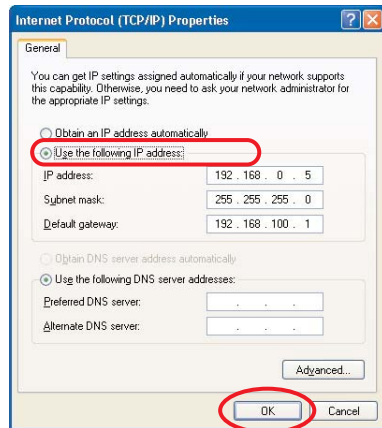 Internet Protocol (TCP/IP) Properties
General
You can get IP settings assigned automatically if your network supports
this capability. Otherwise, you need to ask your network administrator for
the appropriate IP settings.
Obtain an IP address automatically
Use the following IP address:
IP address: 192 . 168 . 0 . 5
Subnet mask: 255 . 255 . 255 . 0
Default gateway: 192 . 168 . 100 . 1
Obtain DNS server address automatically
Use the following DNS server addresses:
Preferred DNS server: . . .
Alternate DNS server: . . .
Advanced...
OK Cancel